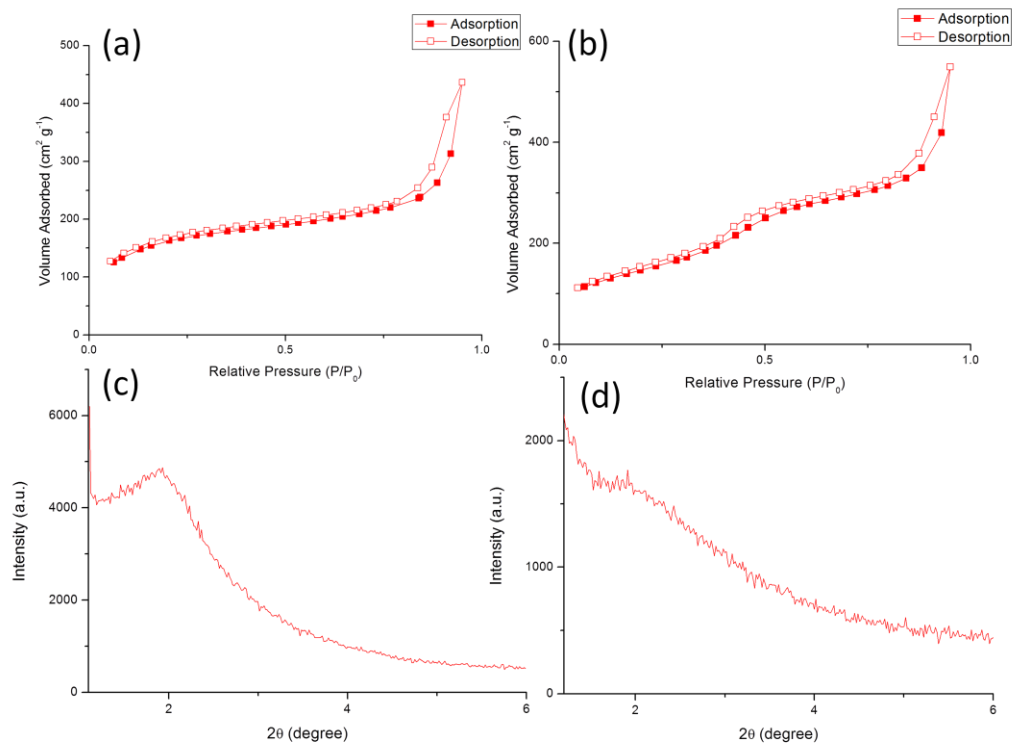 (a)
Adsorption
Desorption
500
400
300
200
100
0
Volume Adsorbed (cm² g⁻¹)
0.0
0.5
1.0
Relative Pressure (P/P₀)
(b)
Adsorption
Desorption
600
400
200
0
Volume Adsorbed (cm² g⁻¹)
0.0
0.5
1.0
Relative Pressure (P/P₀)
(c)
6000
4000
2000
0
Intensity (a.u.)
2
4
6
2θ (degree)
(d)
2000
1000
0
Intensity (a.u.)
2
4
6
2θ (degree)